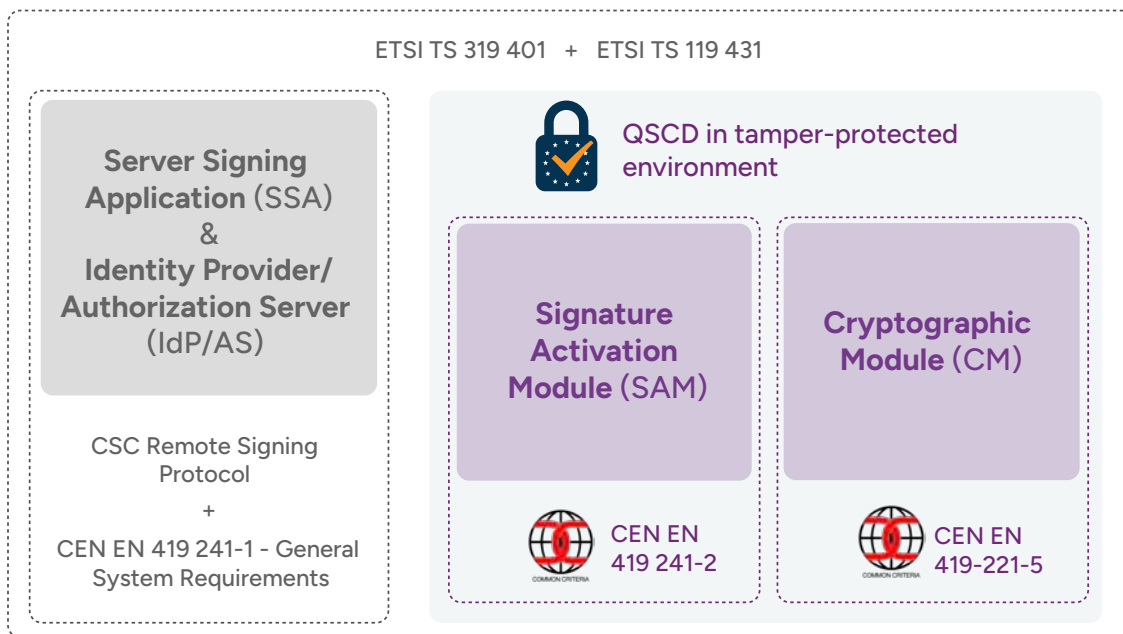 ETSI TS 319 401 + ETSI TS 119 431
Server Signing
Application (SSA)
&
Identity Provider/
Authorization Server
(IdP/AS)
CSC Remote Signing
Protocol
+
CEN EN 419 241-1 - General
System Requirements
QSCD in tamper-protected
environment
Signature
Activation
Module (SAM)
COMMON CRITERIA
CEN EN
419 241-2
Cryptographic
Module (CM)
COMMON CRITERIA
CEN EN
419-221-5